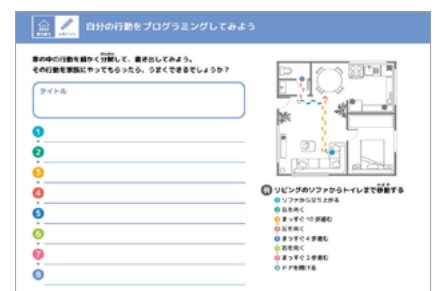 自分の行動をプログラミングしてみよう
家の中の行動を細かく分解して、書き出してみよう。
その行動を家族にやってもらったら、うまくできるでしょうか？
タイトル
1
2
3
4
5
6
7
8
例 リビングのソファからトイレまで移動する
1 ソファから立ち上がる
2 右を向く
3 まっすぐ10歩進む
4 左を向く
5 まっすぐ4歩進む
6 右を向く
7 まっすぐ3歩進む
8 ドアを開ける